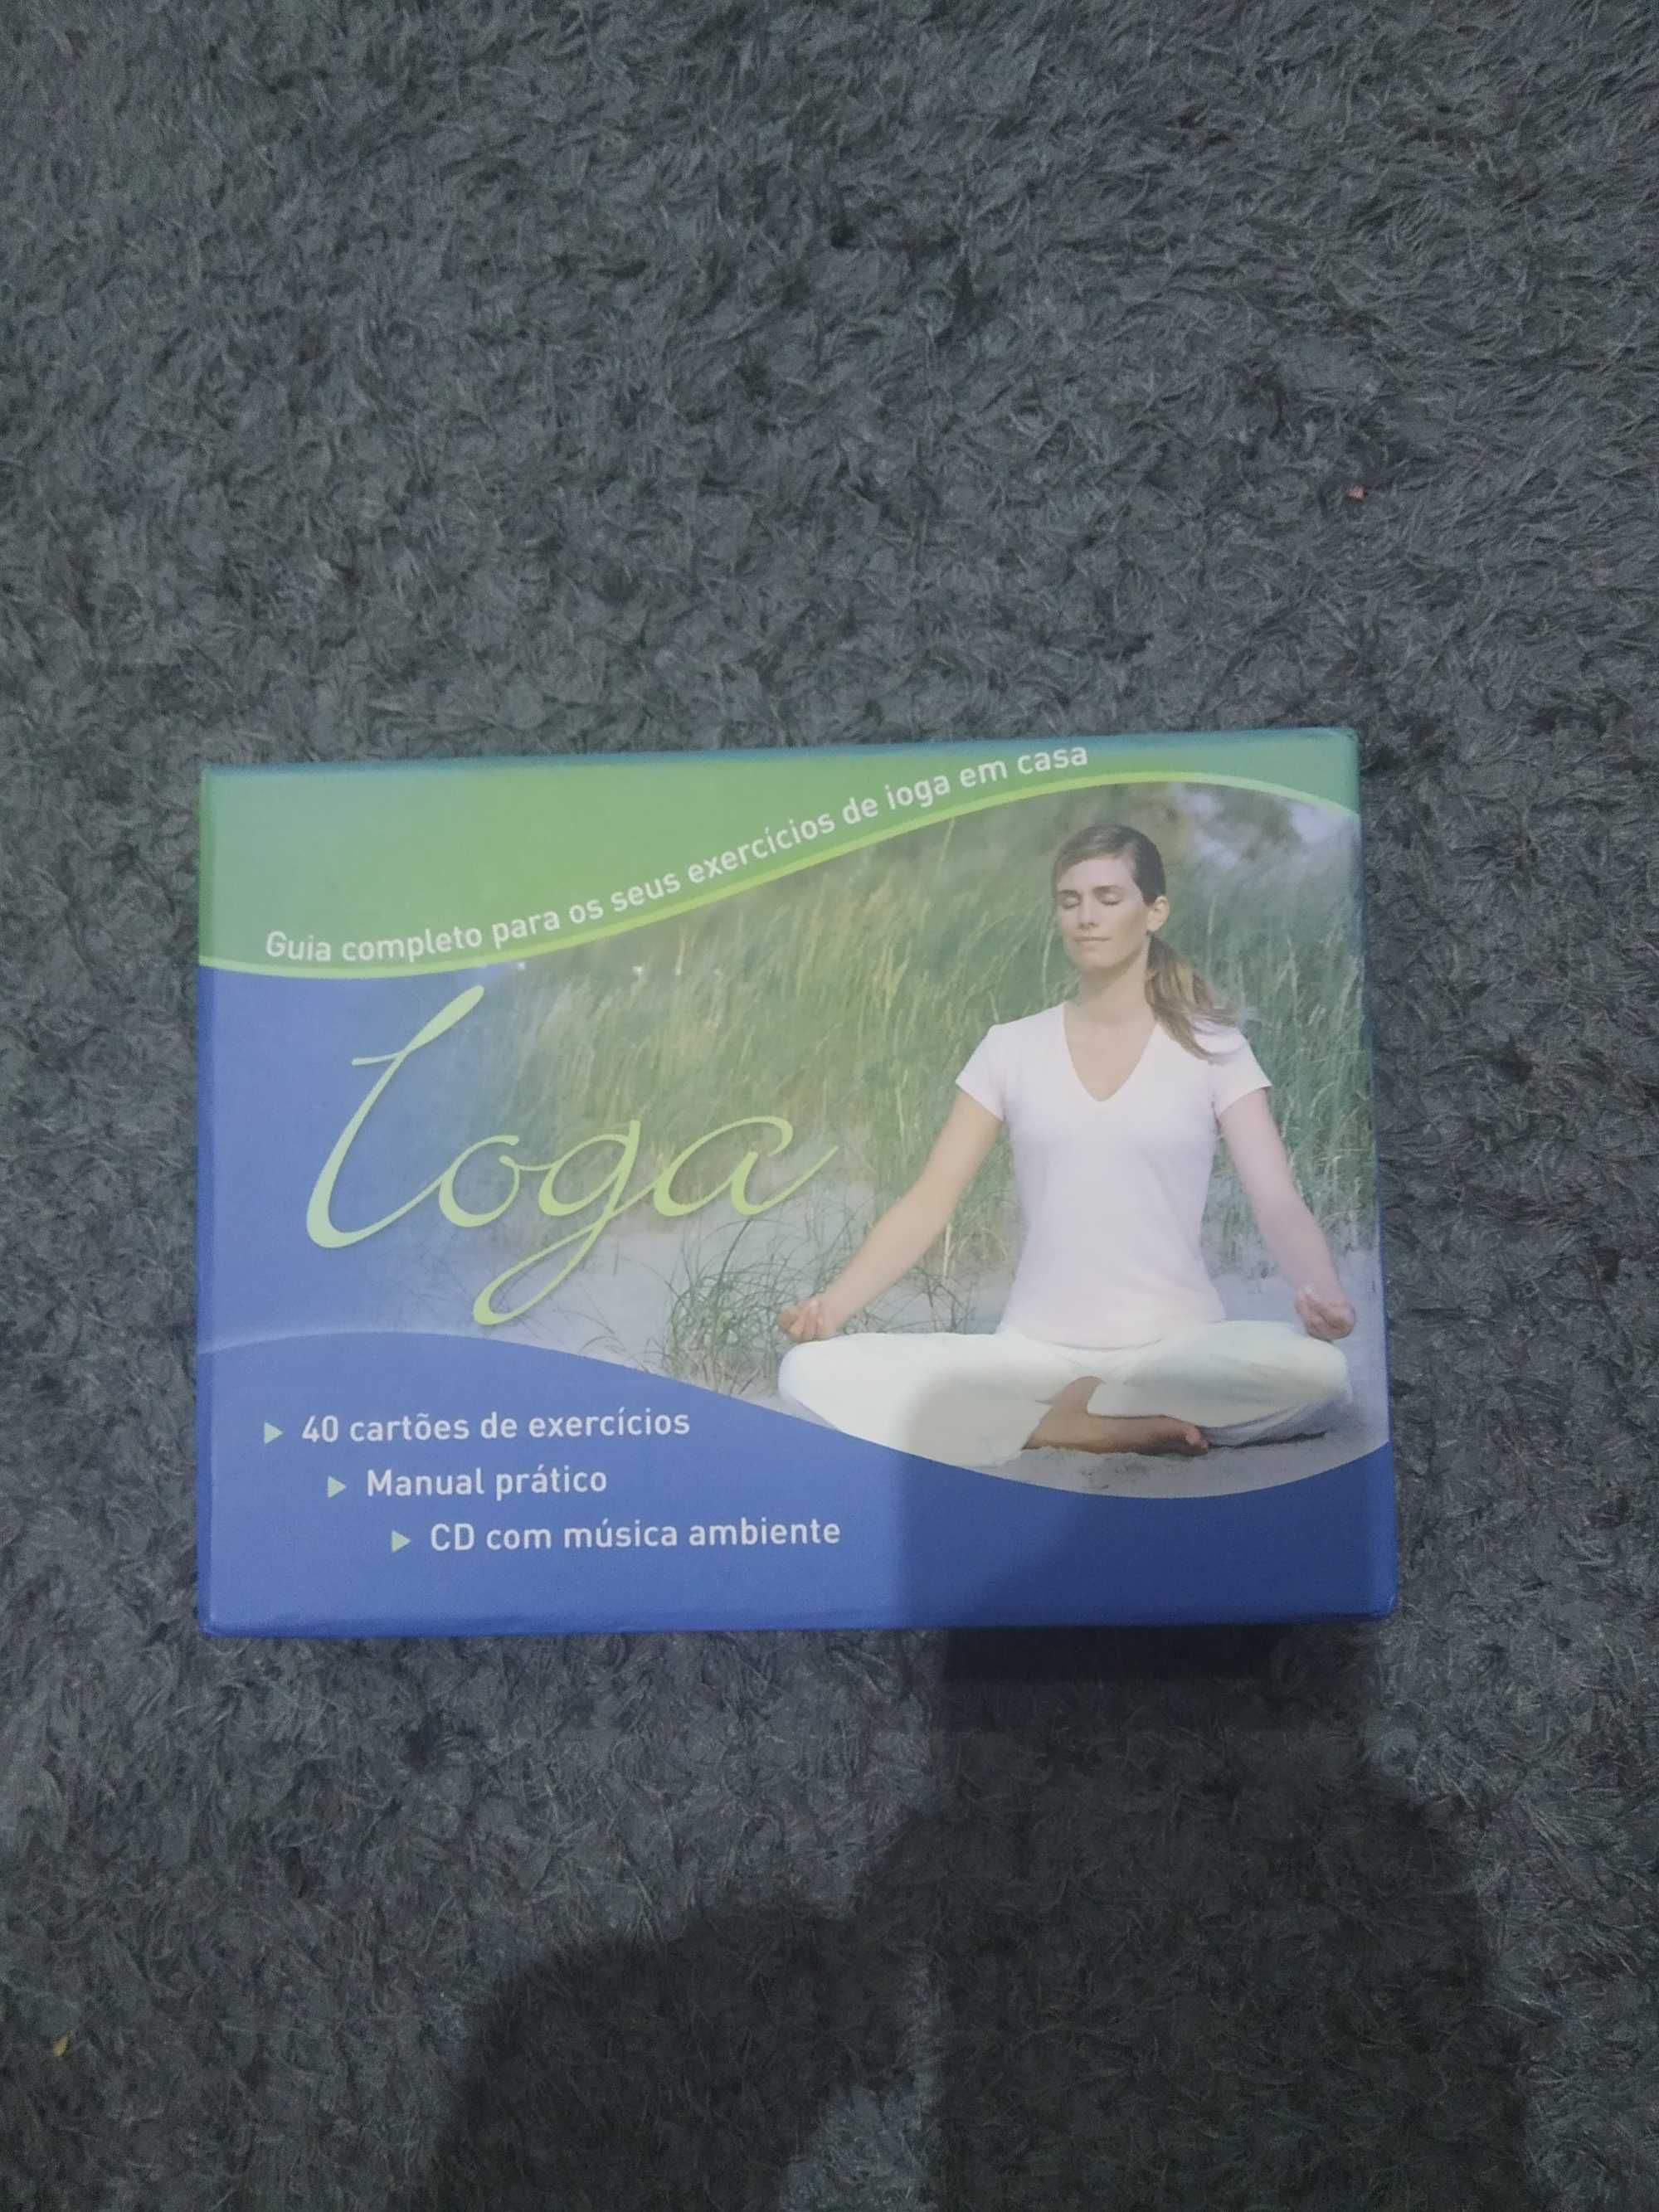 Guia completo para os seus exercícios de ioga em casa
Ioga
40 cartões de exercícios
Manual prático
CD com música ambiente